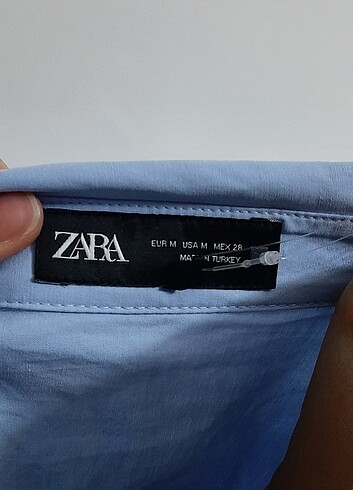 ZARA
EUR M USA M MEX 28
IN TURKEY